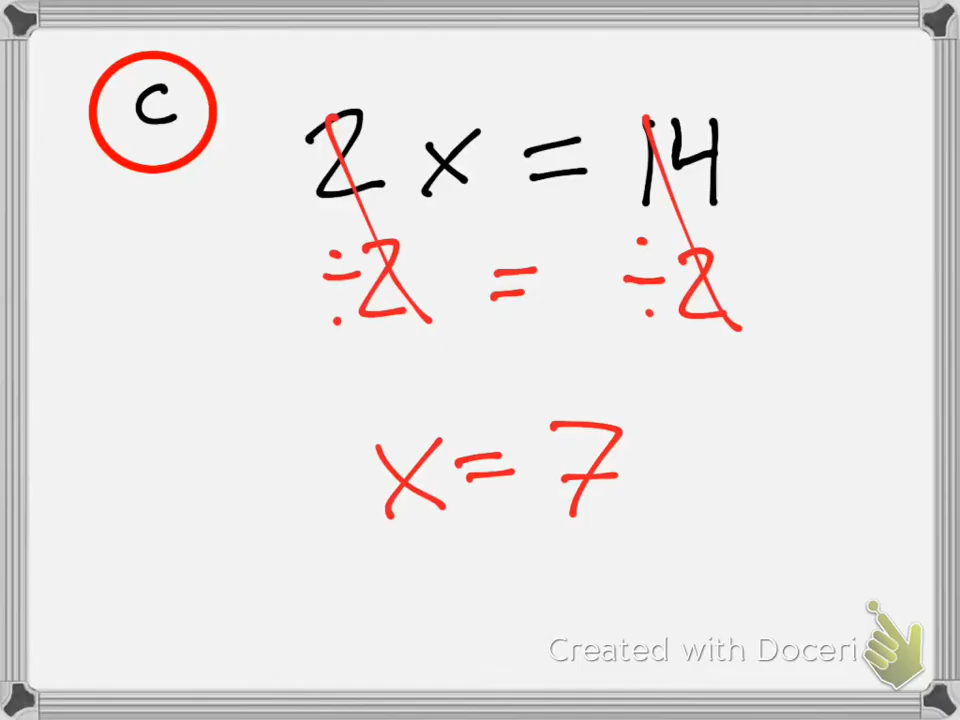 c
2x = 14
÷2 = ÷2
x = 7
Created with Doceri